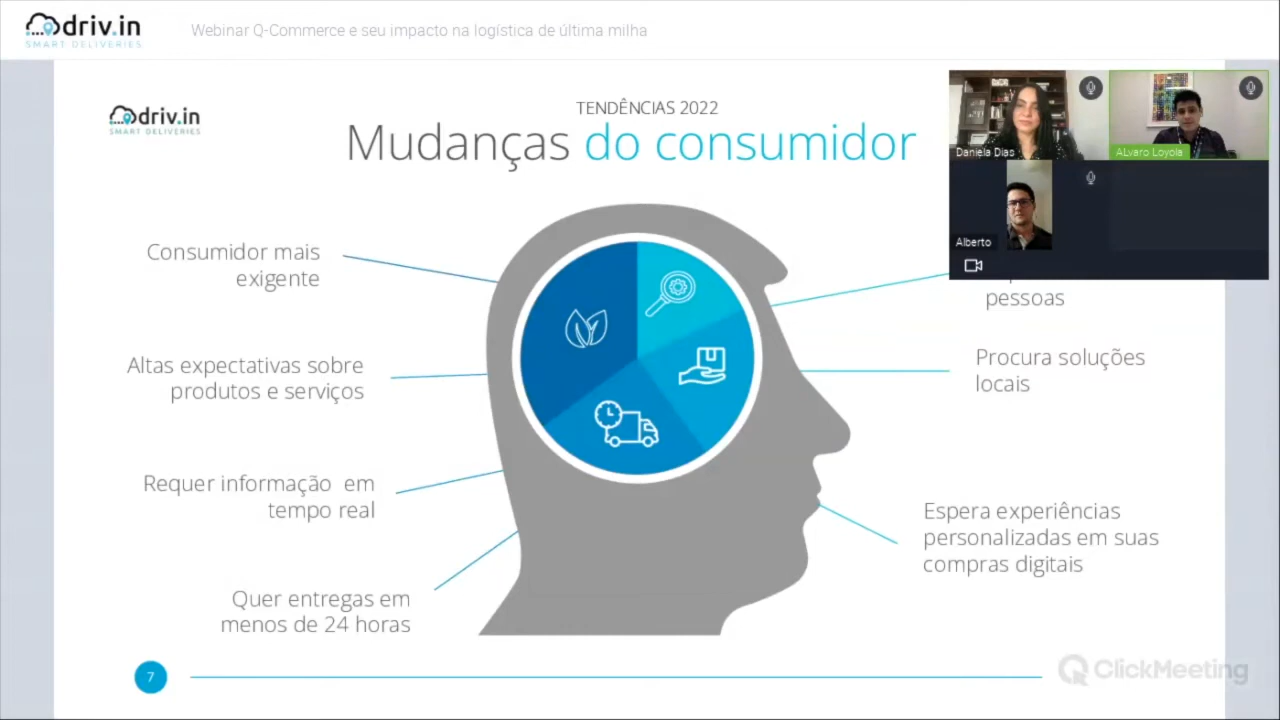 driv.in
SMART DELIVERIES
Webinar Q-Commerce e seu impacto na logística de última milha
driv.in
SMART DELIVERIES
TENDÊNCIAS 2022
Mudanças do consumidor
Daniela Dias
ALvaro Loyola
Alberto
Consumidor mais
exigente
pessoas
Altas expectativas sobre
produtos e serviços
Procura soluções
locais
Requer informação em
tempo real
Espera experiências
personalizadas em suas
compras digitais
Quer entregas em
menos de 24 horas
7
ClickMeeting